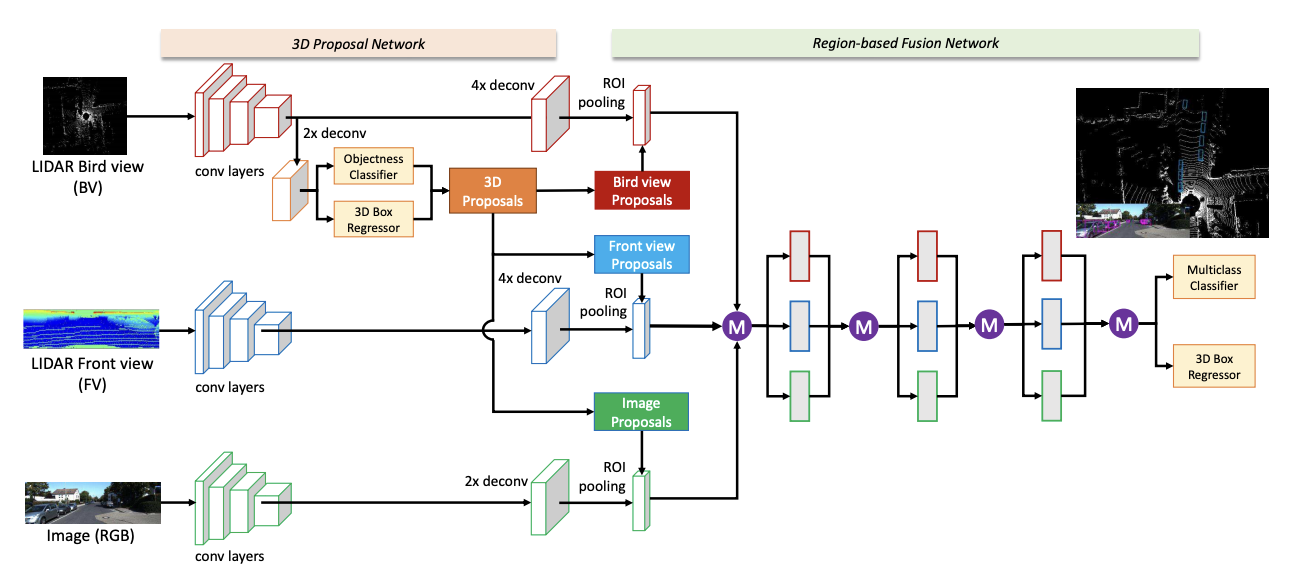 3D Proposal Network
Region-based Fusion Network
LIDAR Bird view
(BV)
conv layers
2x deconv
4x deconv
ROI
pooling
Objectness
Classifier
3D Box
Regressor
3D
Proposals
Bird view
Proposals
Front view
Proposals
LIDAR Front view
(FV)
conv layers
4x deconv
ROI
pooling
Image
Proposals
Image (RGB)
conv layers
2x deconv
ROI
pooling
M
M
M
M
Multiclass
Classifier
3D Box
Regressor